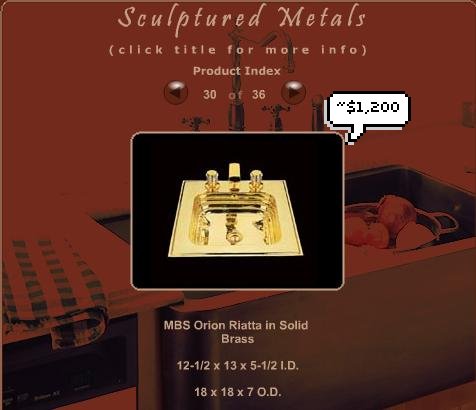 Sculptured Metals
(click title for more info)
Product Index
30 of 36
~$1,200
MBS Orion Riatta in Solid
Brass
12-1/2 x 13 x 5-1/2 I.D.
18 x 18 x 7 O.D.